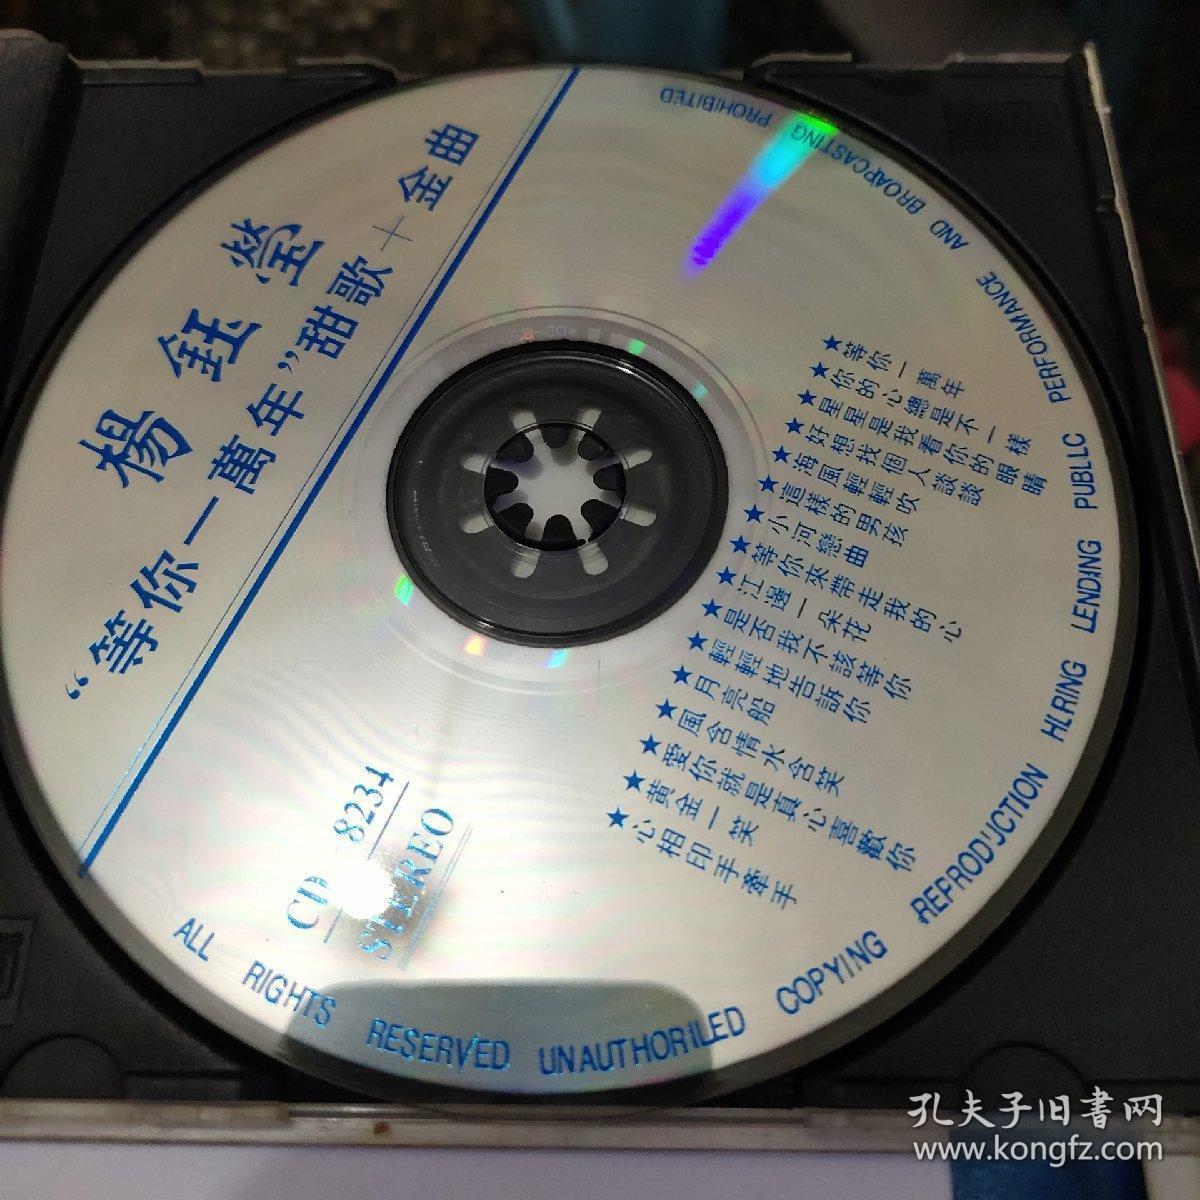 楊鈺瑩
“等你一萬年”甜歌＋金曲
★等你一萬年
★你的心總是不一樣
★星星是我看你的眼睛
★好想找個人談談
★海風輕輕吹
★這樣的男孩
★小河戀曲
★等你來帶走我的心
★江邊一朵花
★是否我不該等你
★輕輕地告訴你
★月亮船
★風含情水含笑
★愛你就是真心喜歡你
★黄金一笑
★心相印手牽手
CD 8234
STEREO
ALL RIGHTS RESERVED UNAUTHORILED COPYING REPRODUCTION HLRING LENDING PUBLLC PERFORMANCE AND BROAPCASTING PROHIBITED
孔夫子旧書网
www.kongfz.com